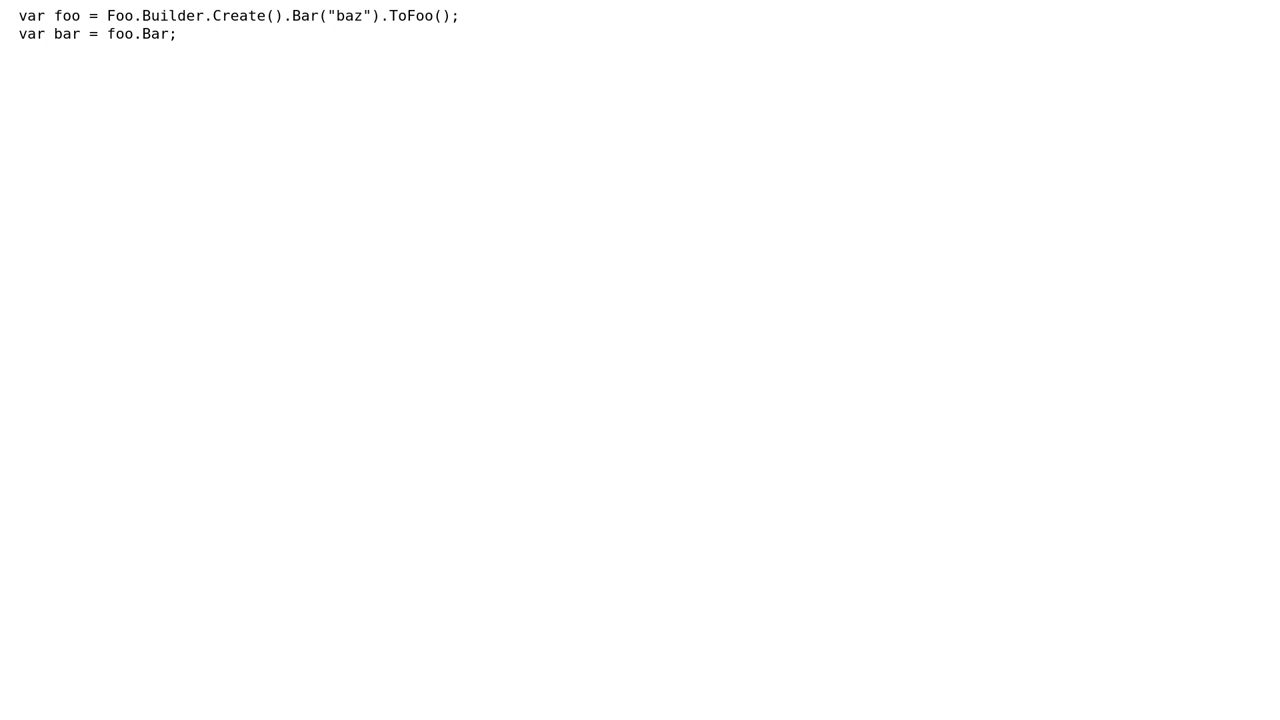 var foo = Foo.Builder.Create().Bar("baz").ToFoo();
var bar = foo.Bar;